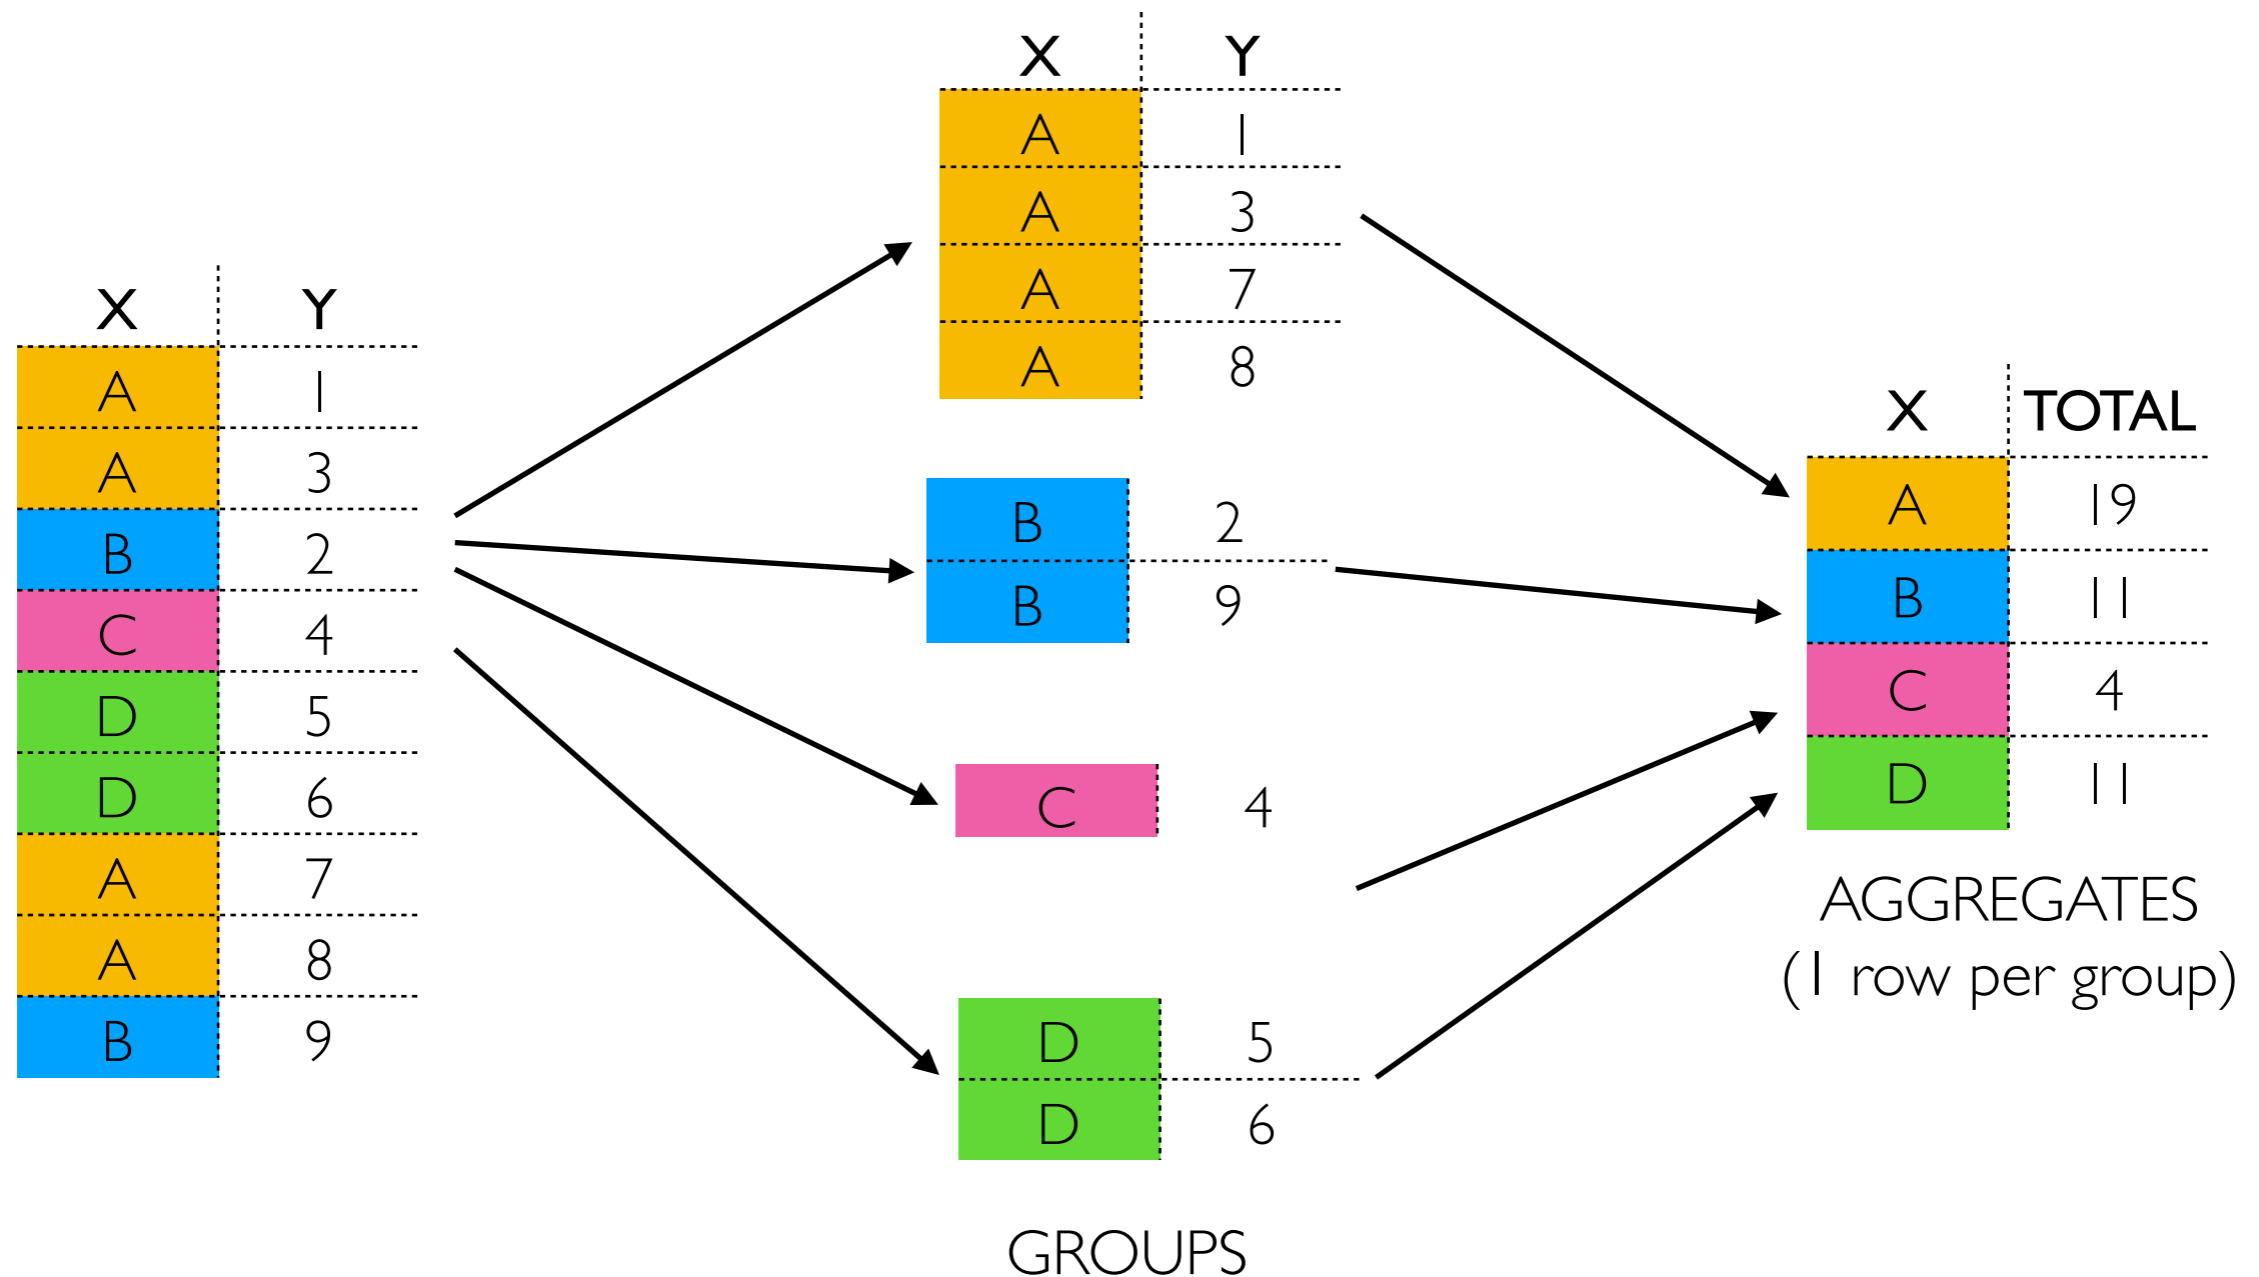 X Y
A 1
A 3
B 2
C 4
D 5
D 6
A 7
A 8
B 9
X Y
A 1
A 3
A 7
A 8
B 2
B 9
C 4
D 5
D 6
GROUPS
X TOTAL
A 19
B 11
C 4
D 11
AGGREGATES
(1 row per group)